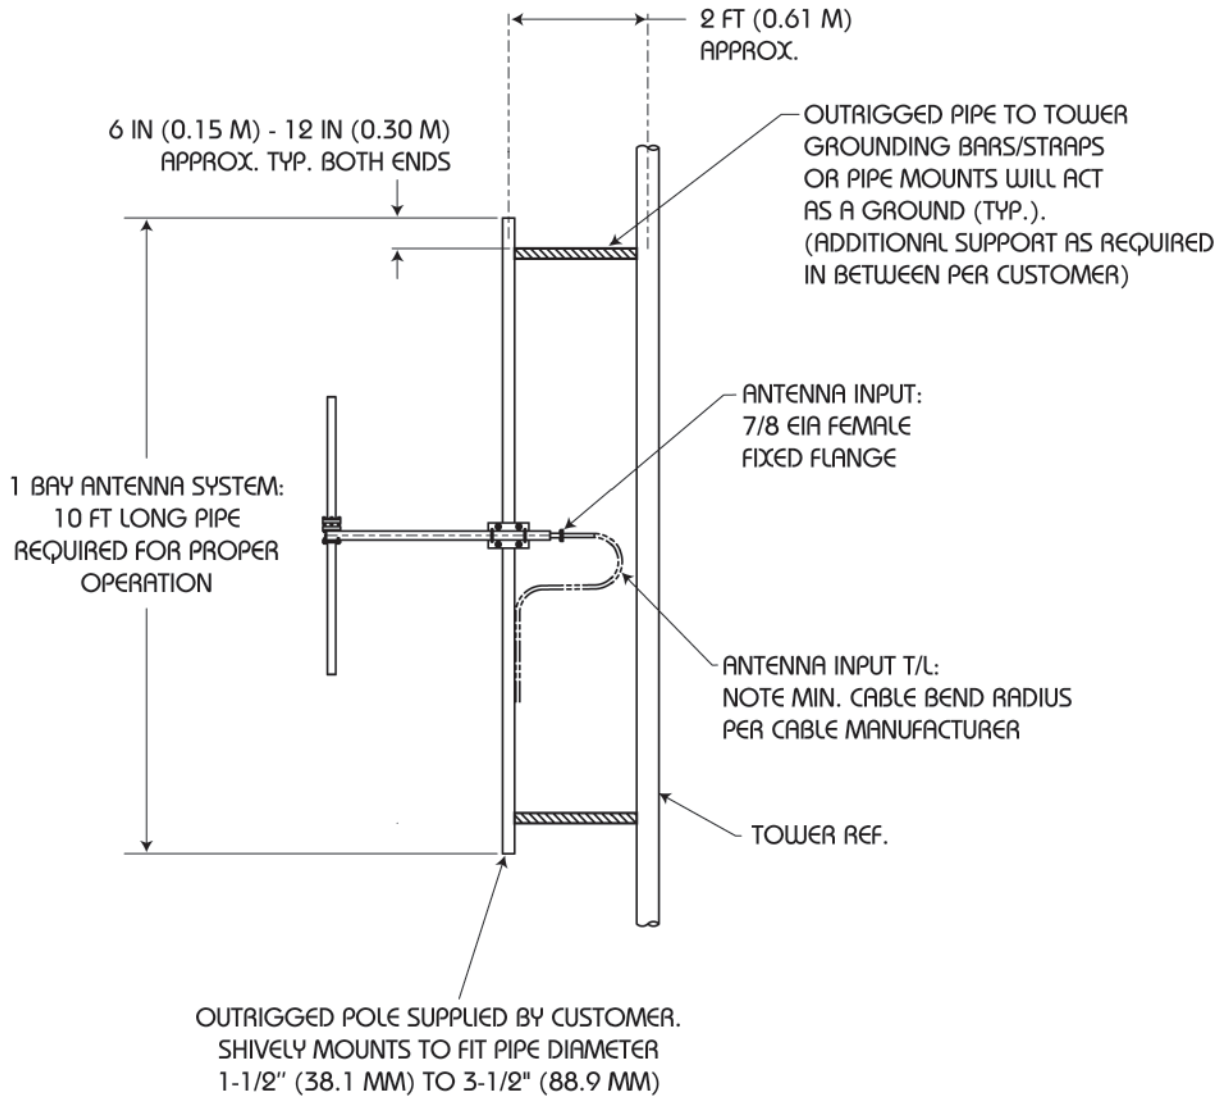 2 FT (0.61 M)
APPROX.
6 IN (0.15 M) - 12 IN (0.30 M)
APPROX. TYP. BOTH ENDS
OUTRIGGED PIPE TO TOWER
GROUNDING BARS/STRAPS
OR PIPE MOUNTS WILL ACT
AS A GROUND (TYP.).
(ADDITIONAL SUPPORT AS REQUIRED
IN BETWEEN PER CUSTOMER)
ANTENNA INPUT:
7/8 EIA FEMALE
FIXED FLANGE
1 BAY ANTENNA SYSTEM:
10 FT LONG PIPE
REQUIRED FOR PROPER
OPERATION
ANTENNA INPUT T/L:
NOTE MIN. CABLE BEND RADIUS
PER CABLE MANUFACTURER
TOWER REF.
OUTRIGGED POLE SUPPLIED BY CUSTOMER.
SHIVELY MOUNTS TO FIT PIPE DIAMETER
1-1/2" (38.1 MM) TO 3-1/2" (88.9 MM)